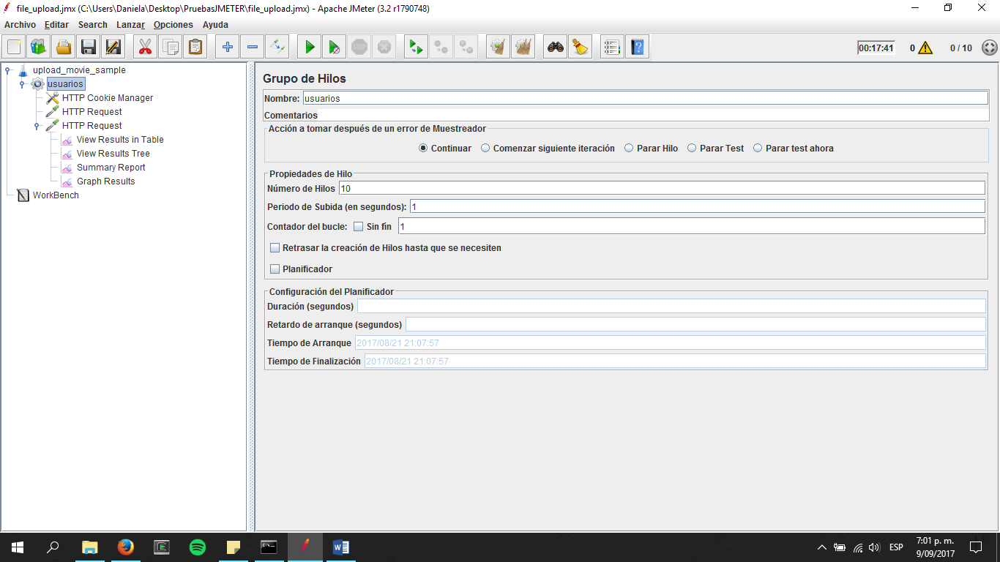 file_upload.jmx (C:\Users\Daniela\Desktop\PruebasJMETER\file_upload.jmx) - Apache JMeter (3.2 r1790748)
Archivo Editar Search Lanzar Opciones Ayuda
00:17:41 0 0 / 10
upload_movie_sample
usuarios
HTTP Cookie Manager
HTTP Request
HTTP Request
View Results in Table
View Results Tree
Summary Report
Graph Results
WorkBench
Grupo de Hilos
Nombre: usuarios
Comentarios
Acción a tomar después de un error de Muestreador
Continuar Comenzar siguiente iteración Parar Hilo Parar Test Parar test ahora
Propiedades de Hilo
Número de Hilos 10
Periodo de Subida (en segundos): 1
Contador del bucle: Sin fin 1
Retrasar la creación de Hilos hasta que se necesiten
Planificador
Configuración del Planificador
Duración (segundos)
Retardo de arranque (segundos)
Tiempo de Arranque 2017/08/21 21:07:57
Tiempo de Finalización 2017/08/21 21:07:57
ESP
7:01 p. m.
9/09/2017